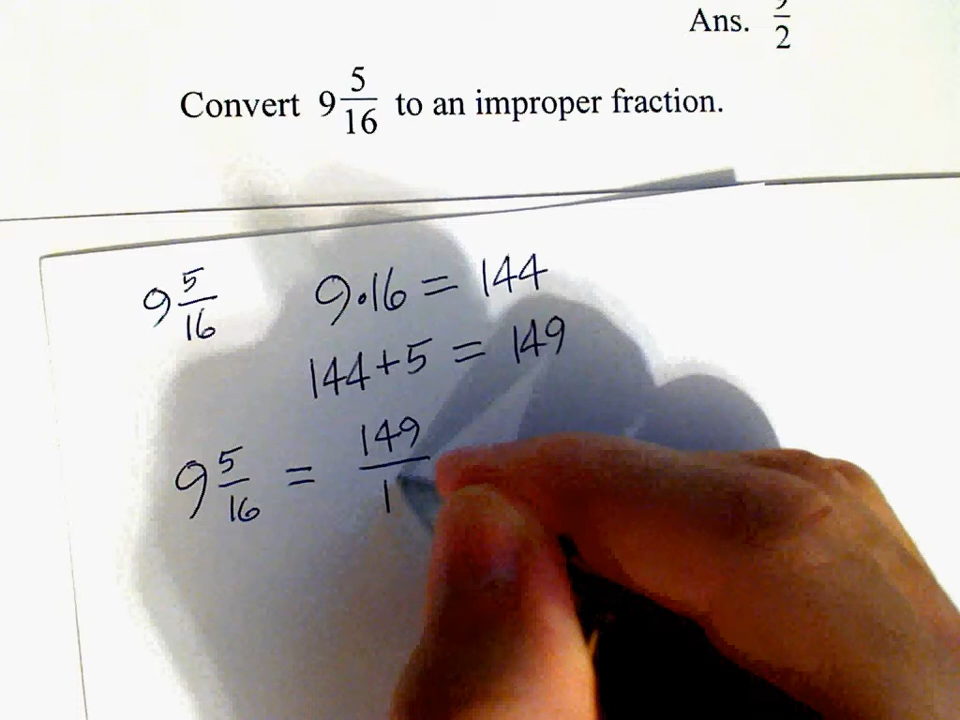 Ans. 9/2
Convert 9 5/16 to an improper fraction.
9 5/16
9·16 = 144
144+5 = 149
9 5/16 = 149/1